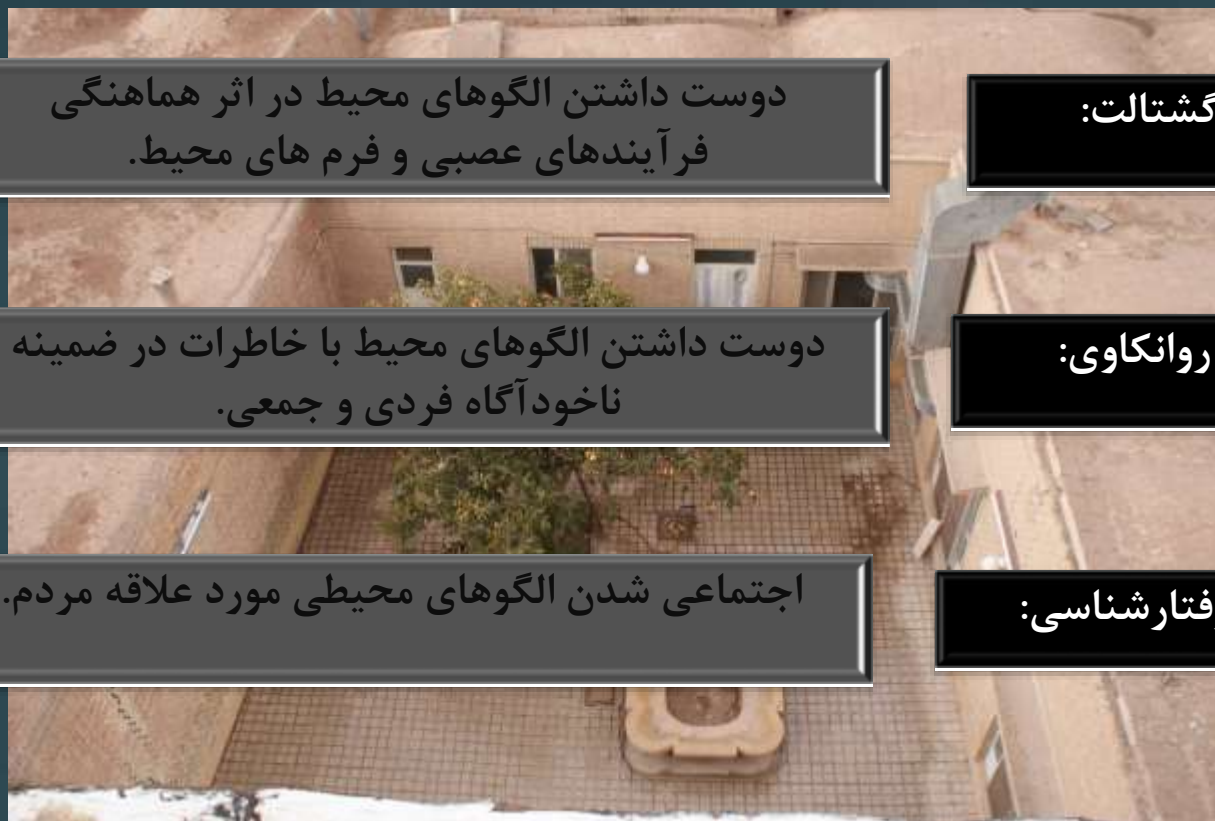 گشتالت:
دوست داشتن الگوهای محیط در اثر هماهنگی
فرآیندهای عصبی و فرم های محیط.
روانکاوی:
دوست داشتن الگوهای محیط با خاطرات در ضمینه
ناخودآگاه فردی و جمعی.
فتارشناسی:
اجتماعی شدن الگوهای محیطی مورد علاقه مردم.